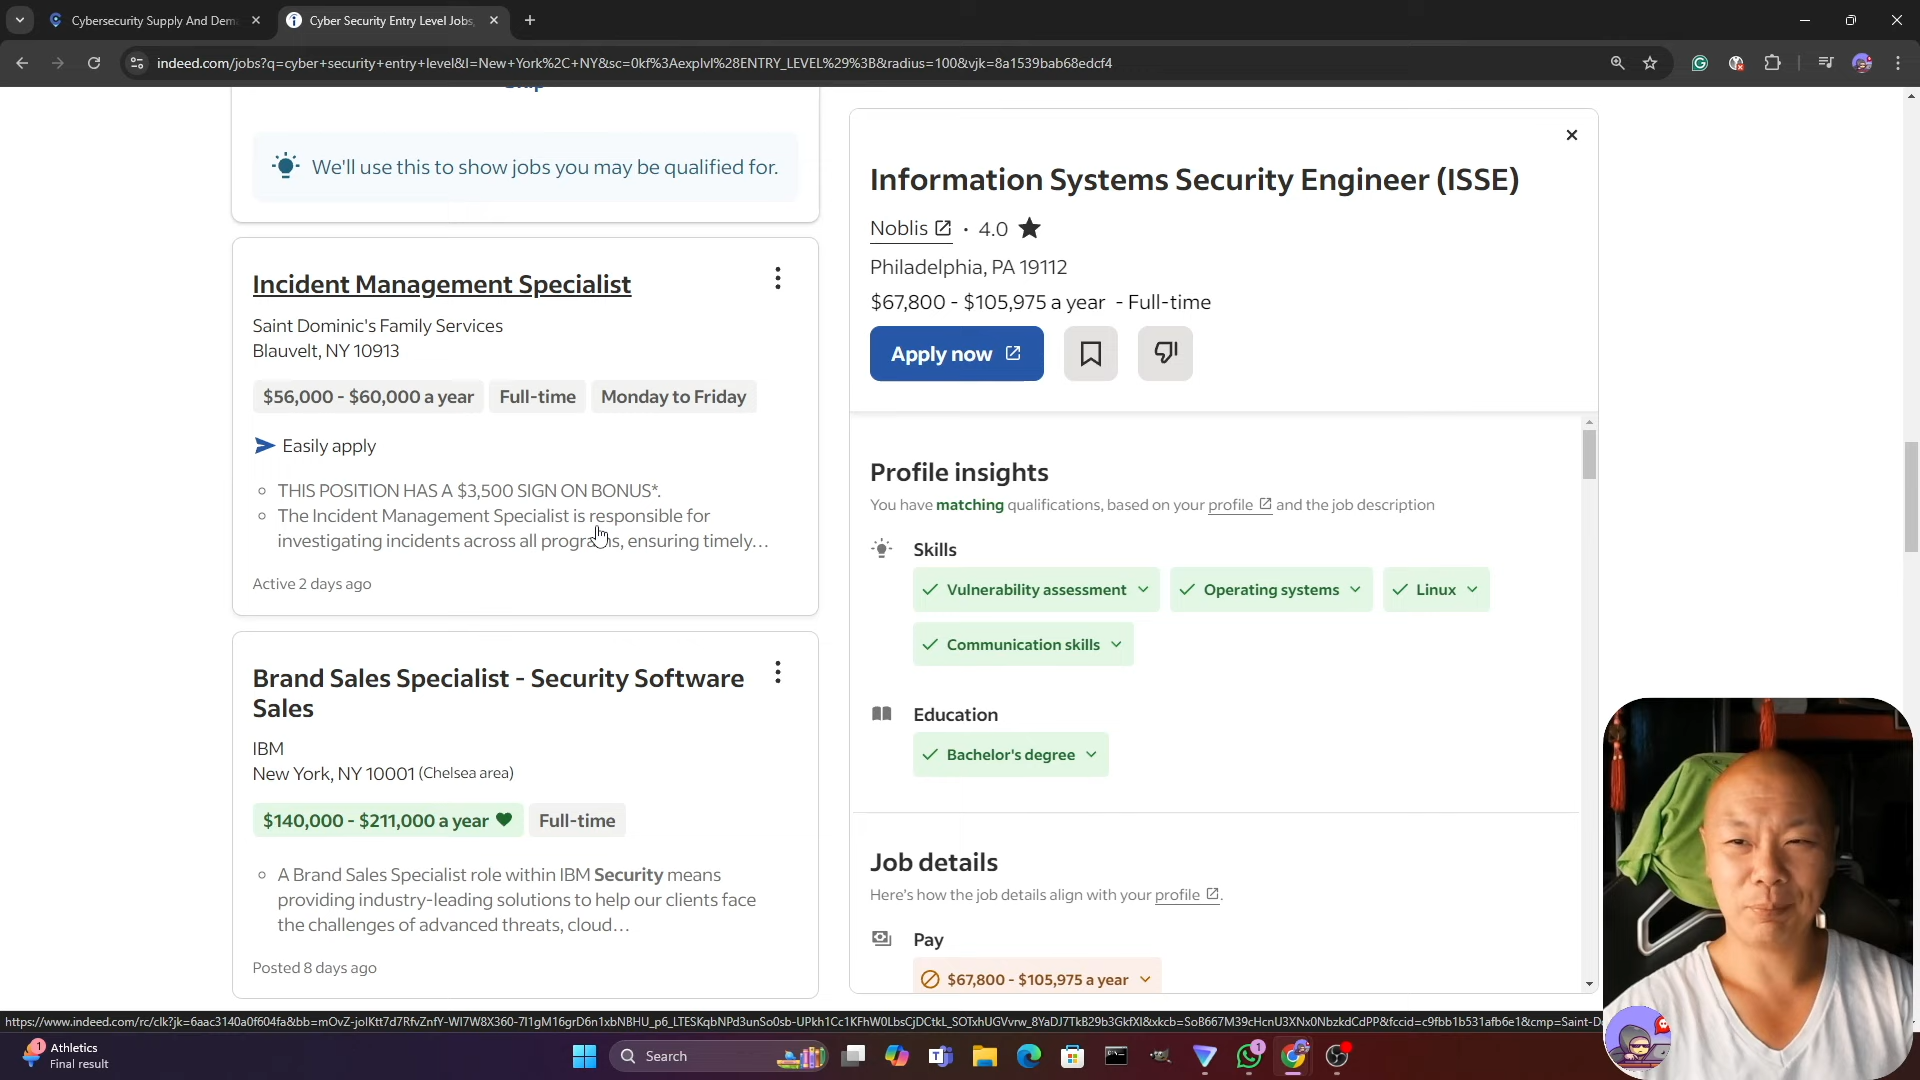 Cybersecurity Supply And Dem
Cyber Security Entry Level Jobs,
indeed.com/jobs?q=cyber+security+entry+level&l=New+York%2C+NY&sc=0kf%3Aexplvl%28ENTRY_LEVEL%29%3B&radius=100&vjk=8a1539bab68edcf4
Skip
We'll use this to show jobs you may be qualified for.
Incident Management Specialist
Saint Dominic's Family Services
Blauvelt, NY 10913
$56,000 - $60,000 a year
Full-time
Monday to Friday
Easily apply
THIS POSITION HAS A $3,500 SIGN ON BONUS*.
The Incident Management Specialist is responsible for
investigating incidents across all programs, ensuring timely…
Active 2 days ago
Brand Sales Specialist - Security Software
Sales
IBM
New York, NY 10001 (Chelsea area)
$140,000 - $211,000 a year
Full-time
A Brand Sales Specialist role within IBM Security means
providing industry-leading solutions to help our clients face
the challenges of advanced threats, cloud…
Posted 8 days ago
Information Systems Security Engineer (ISSE)
Noblis · 4.0
Philadelphia, PA 19112
$67,800 - $105,975 a year - Full-time
Apply now
Profile insights
You have matching qualifications, based on your profile and the job description
Skills
Vulnerability assessment
Operating systems
Linux
Communication skills
Education
Bachelor's degree
Job details
Here's how the job details align with your profile.
Pay
$67,800 - $105,975 a year
Athletics
Final result
Search
1
1